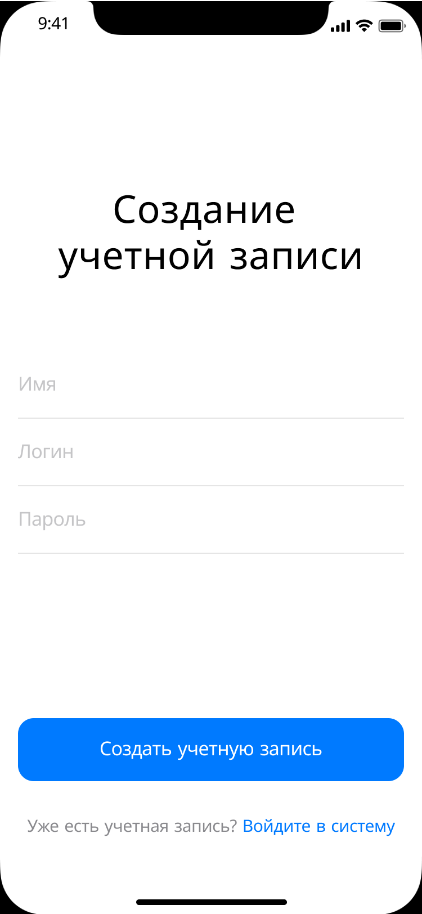 9:41
Создание
учетной записи
Имя
Логин
Пароль
Создать учетную запись
Уже есть учетная запись? Войдите в систему